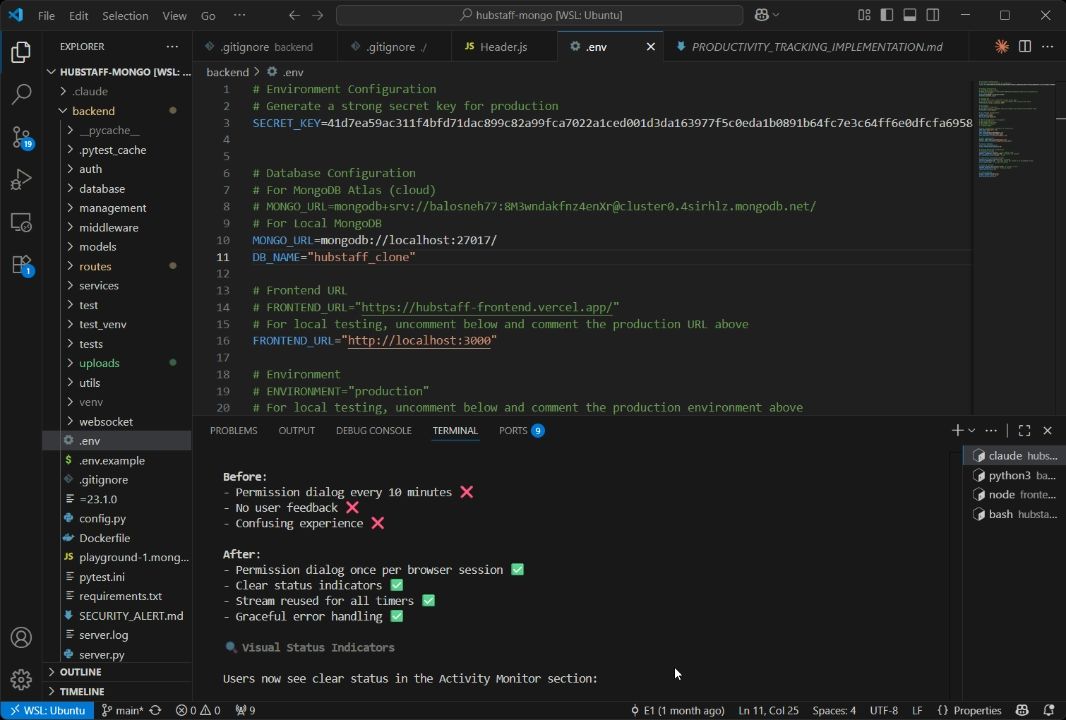 File Edit Selection View Go ··· hubstaff-mongo [WSL: Ubuntu]
EXPLORER ···
HUBSTAFF-MONGO [WSL: ...
.claude
backend
__pycache__
.pytest_cache
auth
database
management
middleware
models
routes
services
test
test_venv
tests
uploads
utils
venv
websocket
.env
.env.example
.gitignore
=23.1.0
config.py
Dockerfile
playground-1.mong...
pytest.ini
requirements.txt
SECURITY_ALERT.md
server.log
server.py
OUTLINE
TIMELINE
19
1
.gitignore backend .gitignore ./ JS Header.js .env PRODUCTIVITY_TRACKING_IMPLEMENTATION.md
backend > .env
1 # Environment Configuration
2 # Generate a strong secret key for production
3 SECRET_KEY=41d7ea59ac311f4bfd71dac899c82a99fca7022a1ced001d3da163977f5c0eda1b0891b64fc7e3c64ff6e0dfcfa6958
4
5
6 # Database Configuration
7 # For MongoDB Atlas (cloud)
8 # MONGO_URL=mongodb+srv://balosneh77:8M3wndakfnz4enXr@cluster0.4sirhlz.mongodb.net/
9 # For Local MongoDB
10 MONGO_URL=mongodb://localhost:27017/
11 DB_NAME="hubstaff_clone"
12
13 # Frontend URL
14 # FRONTEND_URL="https://hubstaff-frontend.vercel.app/"
15 # For local testing, uncomment below and comment the production URL above
16 FRONTEND_URL="http://localhost:3000"
17
18 # Environment
19 # ENVIRONMENT="production"
20 # For local testing, uncomment below and comment the production environment above
PROBLEMS OUTPUT DEBUG CONSOLE TERMINAL PORTS 9
Before:
- Permission dialog every 10 minutes ❌
- No user feedback ❌
- Confusing experience ❌
After:
- Permission dialog once per browser session ✅
- Clear status indicators ✅
- Stream reused for all timers ✅
- Graceful error handling ✅
🔍 Visual Status Indicators
Users now see clear status in the Activity Monitor section:
claude hubs...
python3 ba...
node fronte...
bash hubsta...
WSL: Ubuntu main* 0 0 9 E1 (1 month ago) Ln 11, Col 25 Spaces: 4 UTF-8 LF {} Properties